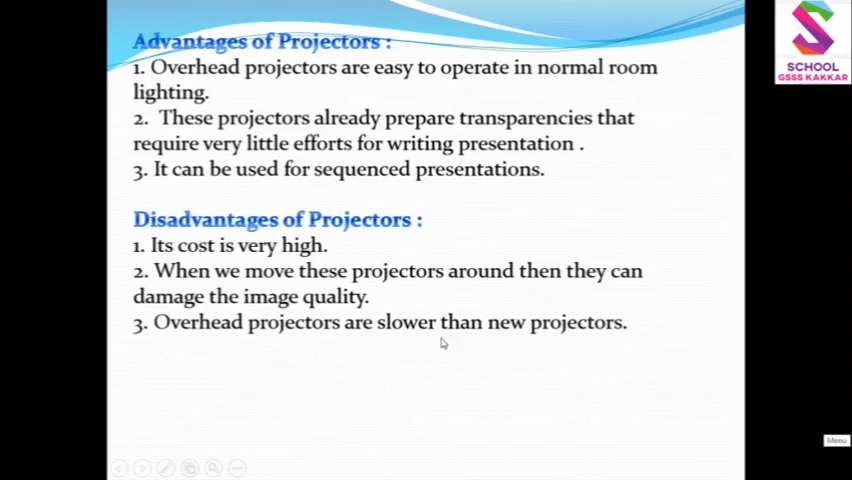 Advantages of Projectors :
1. Overhead projectors are easy to operate in normal room
lighting.
2.  These projectors already prepare transparencies that
require very little efforts for writing presentation .
3. It can be used for sequenced presentations.
Disadvantages of Projectors :
1. Its cost is very high.
2. When we move these projectors around then they can
damage the image quality.
3. Overhead projectors are slower than new projectors.
SCHOOL
GSSS KAKKAR
Menu